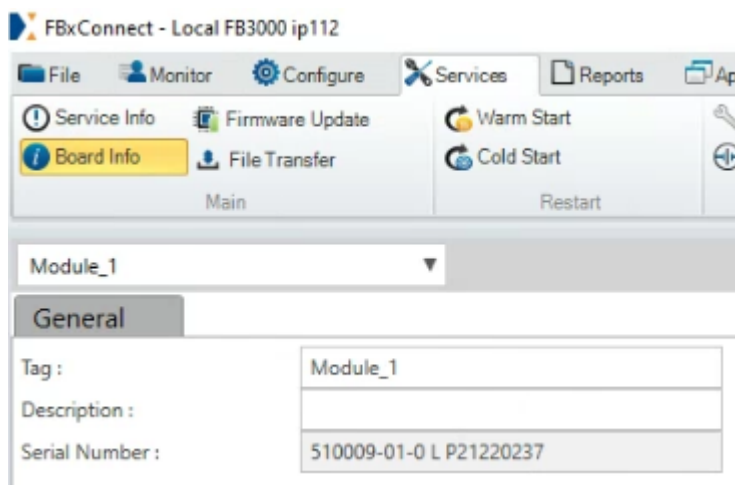 FBxConnect - Local FB3000 ip112
File Monitor Configure Services Reports Ap
Service Info Firmware Update Warm Start
Board Info File Transfer Cold Start
Main Restart
Module_1
General
Tag : Module_1
Description :
Serial Number : 510009-01-0 L P21220237